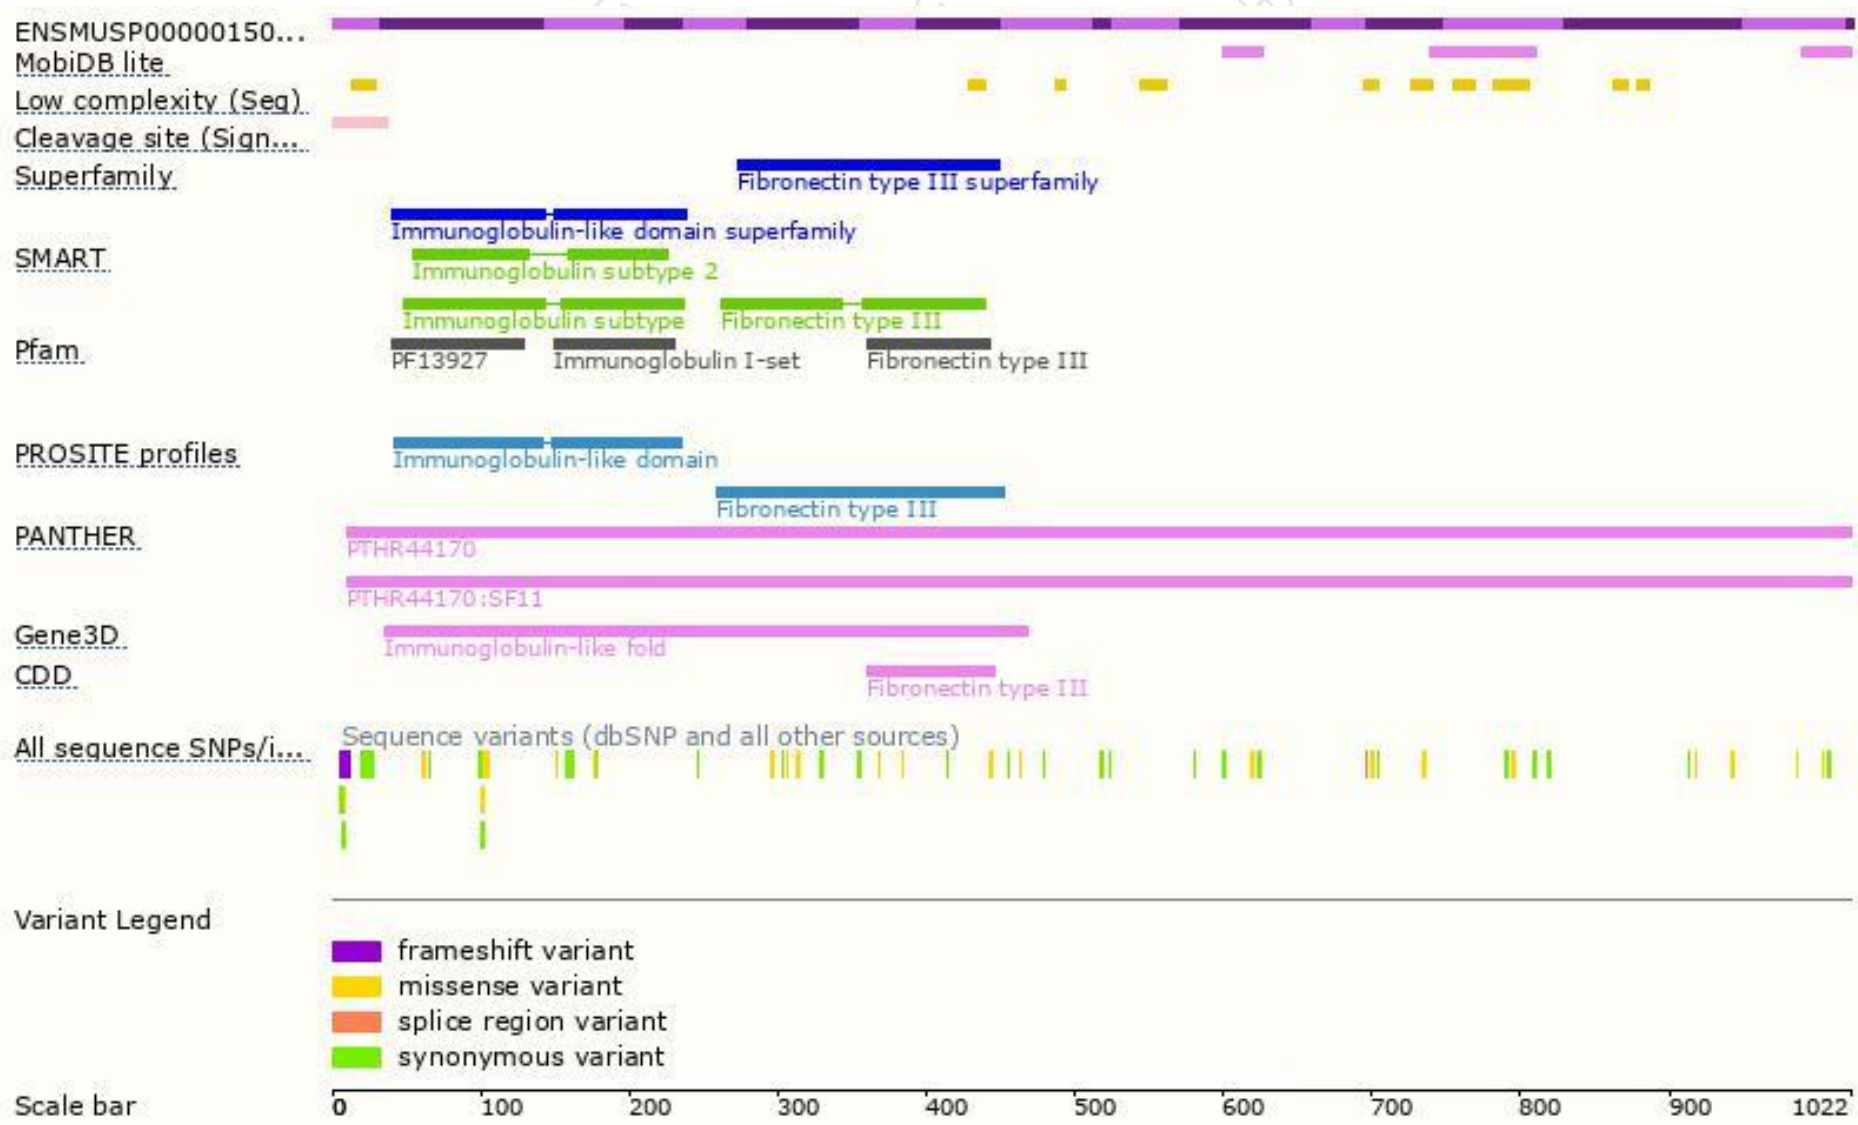 ENSMUSP00000150...
MobiDB lite
Low complexity (Seg)
Cleavage site (Sign...
Superfamily
Fibronectin type III superfamily
Immunoglobulin-like domain superfamily
SMART
Immunoglobulin subtype 2
Immunoglobulin subtype Fibronectin type III
Pfam
PF13927 Immunoglobulin I-set Fibronectin type III
PROSITE profiles
Immunoglobulin-like domain
Fibronectin type III
PANTHER
PTHR44170
PTHR44170:SF11
Gene3D
Immunoglobulin-like fold
CDD
Fibronectin type III
Sequence variants (dbSNP and all other sources)
All sequence SNPs/i...
Variant Legend
frameshift variant
missense variant
splice region variant
synonymous variant
Scale bar 0 100 200 300 400 500 600 700 800 900 1022